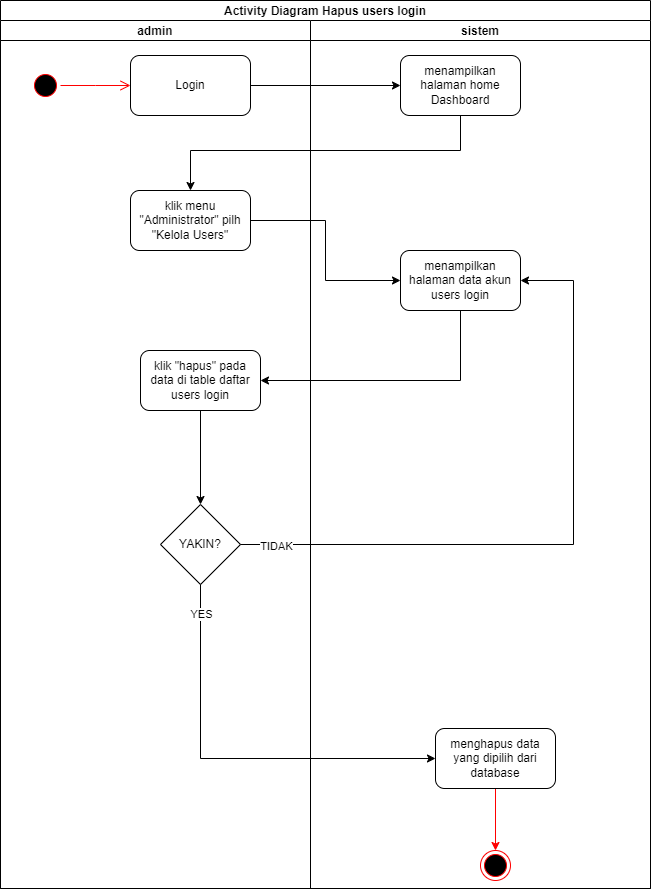 Activity Diagram Hapus users login
admin
sistem
Login
menampilkan
halaman home
Dashboard
klik menu
"Administrator" pilh
"Kelola Users"
menampilkan
halaman data akun
users login
klik "hapus" pada
data di table daftar
users login
YAKIN?
TIDAK
YES
menghapus data
yang dipilih dari
database